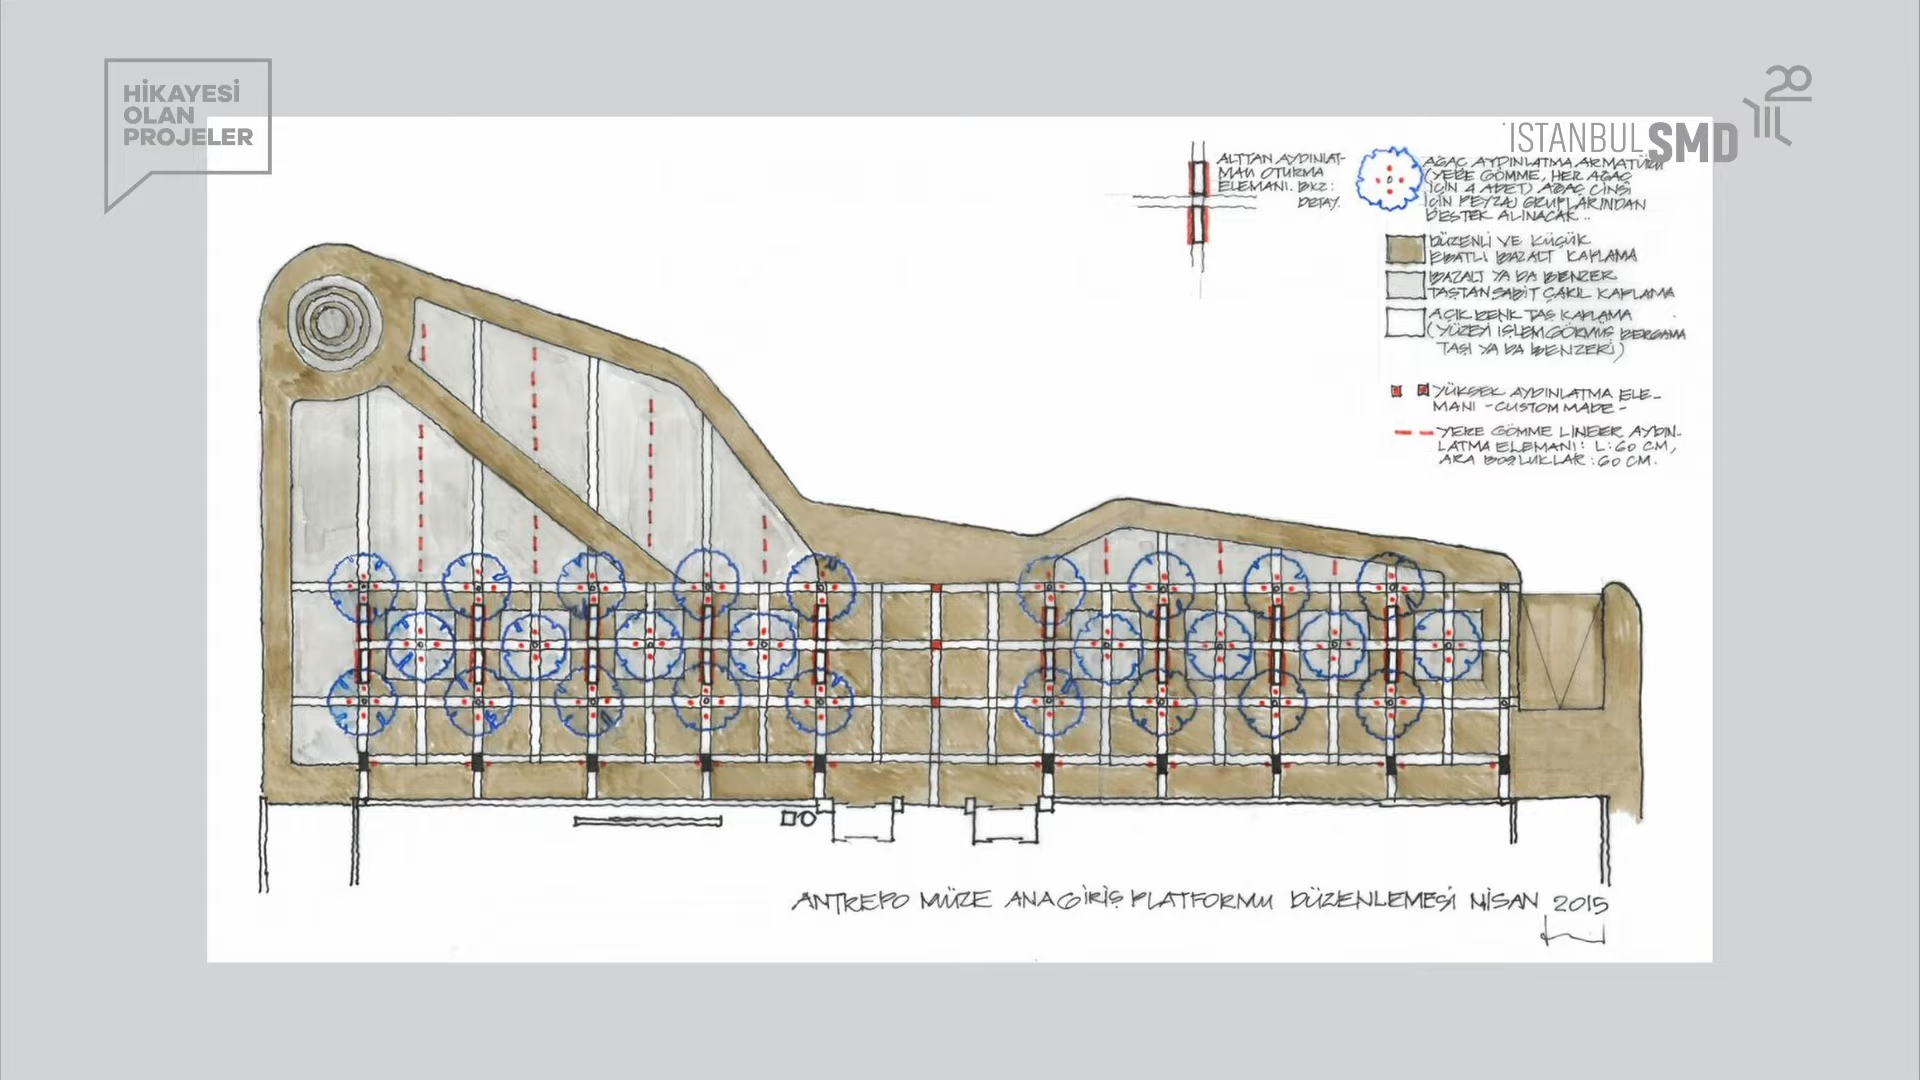 HİKAYESİ
OLAN
PROJELER
İSTANBULSMD
20
YIL
ALTTAN AYDINLAT-
MALI OTURMA
ELEMANI. BKZ:
DETAY.
AĞAÇ AYDINLATMA ARMATÜRÜ
(YERE GÖMME, HER AĞAÇ
İÇİN 4 ADET) AĞAÇ CİNSİ
İÇİN PEYZAJ GRUPLARINDAN
DESTEK ALINACAK..
DÜZENLİ VE KÜÇÜK
EBATLI BAZALT KAPLAMA
BAZALT YA DA BENZER
TAŞTAN SABİT ÇAKIL KAPLAMA
AÇIK RENK TAŞ KAPLAMA
(YÜZEYİ İŞLEM GÖRMÜŞ BERGAMA
TAŞI YA DA BENZERİ)
YÜKSEK AYDINLATMA ELE-
MANI -CUSTOM MADE-
YERE GÖMME LİNEER AYDIN-
LATMA ELEMANI: L:60 CM,
ARA BOŞLUKLAR:60 CM.
ANTREPO MÜZE ANAGİRİŞ PLATFORMU DÜZENLEMESİ NİSAN 2015